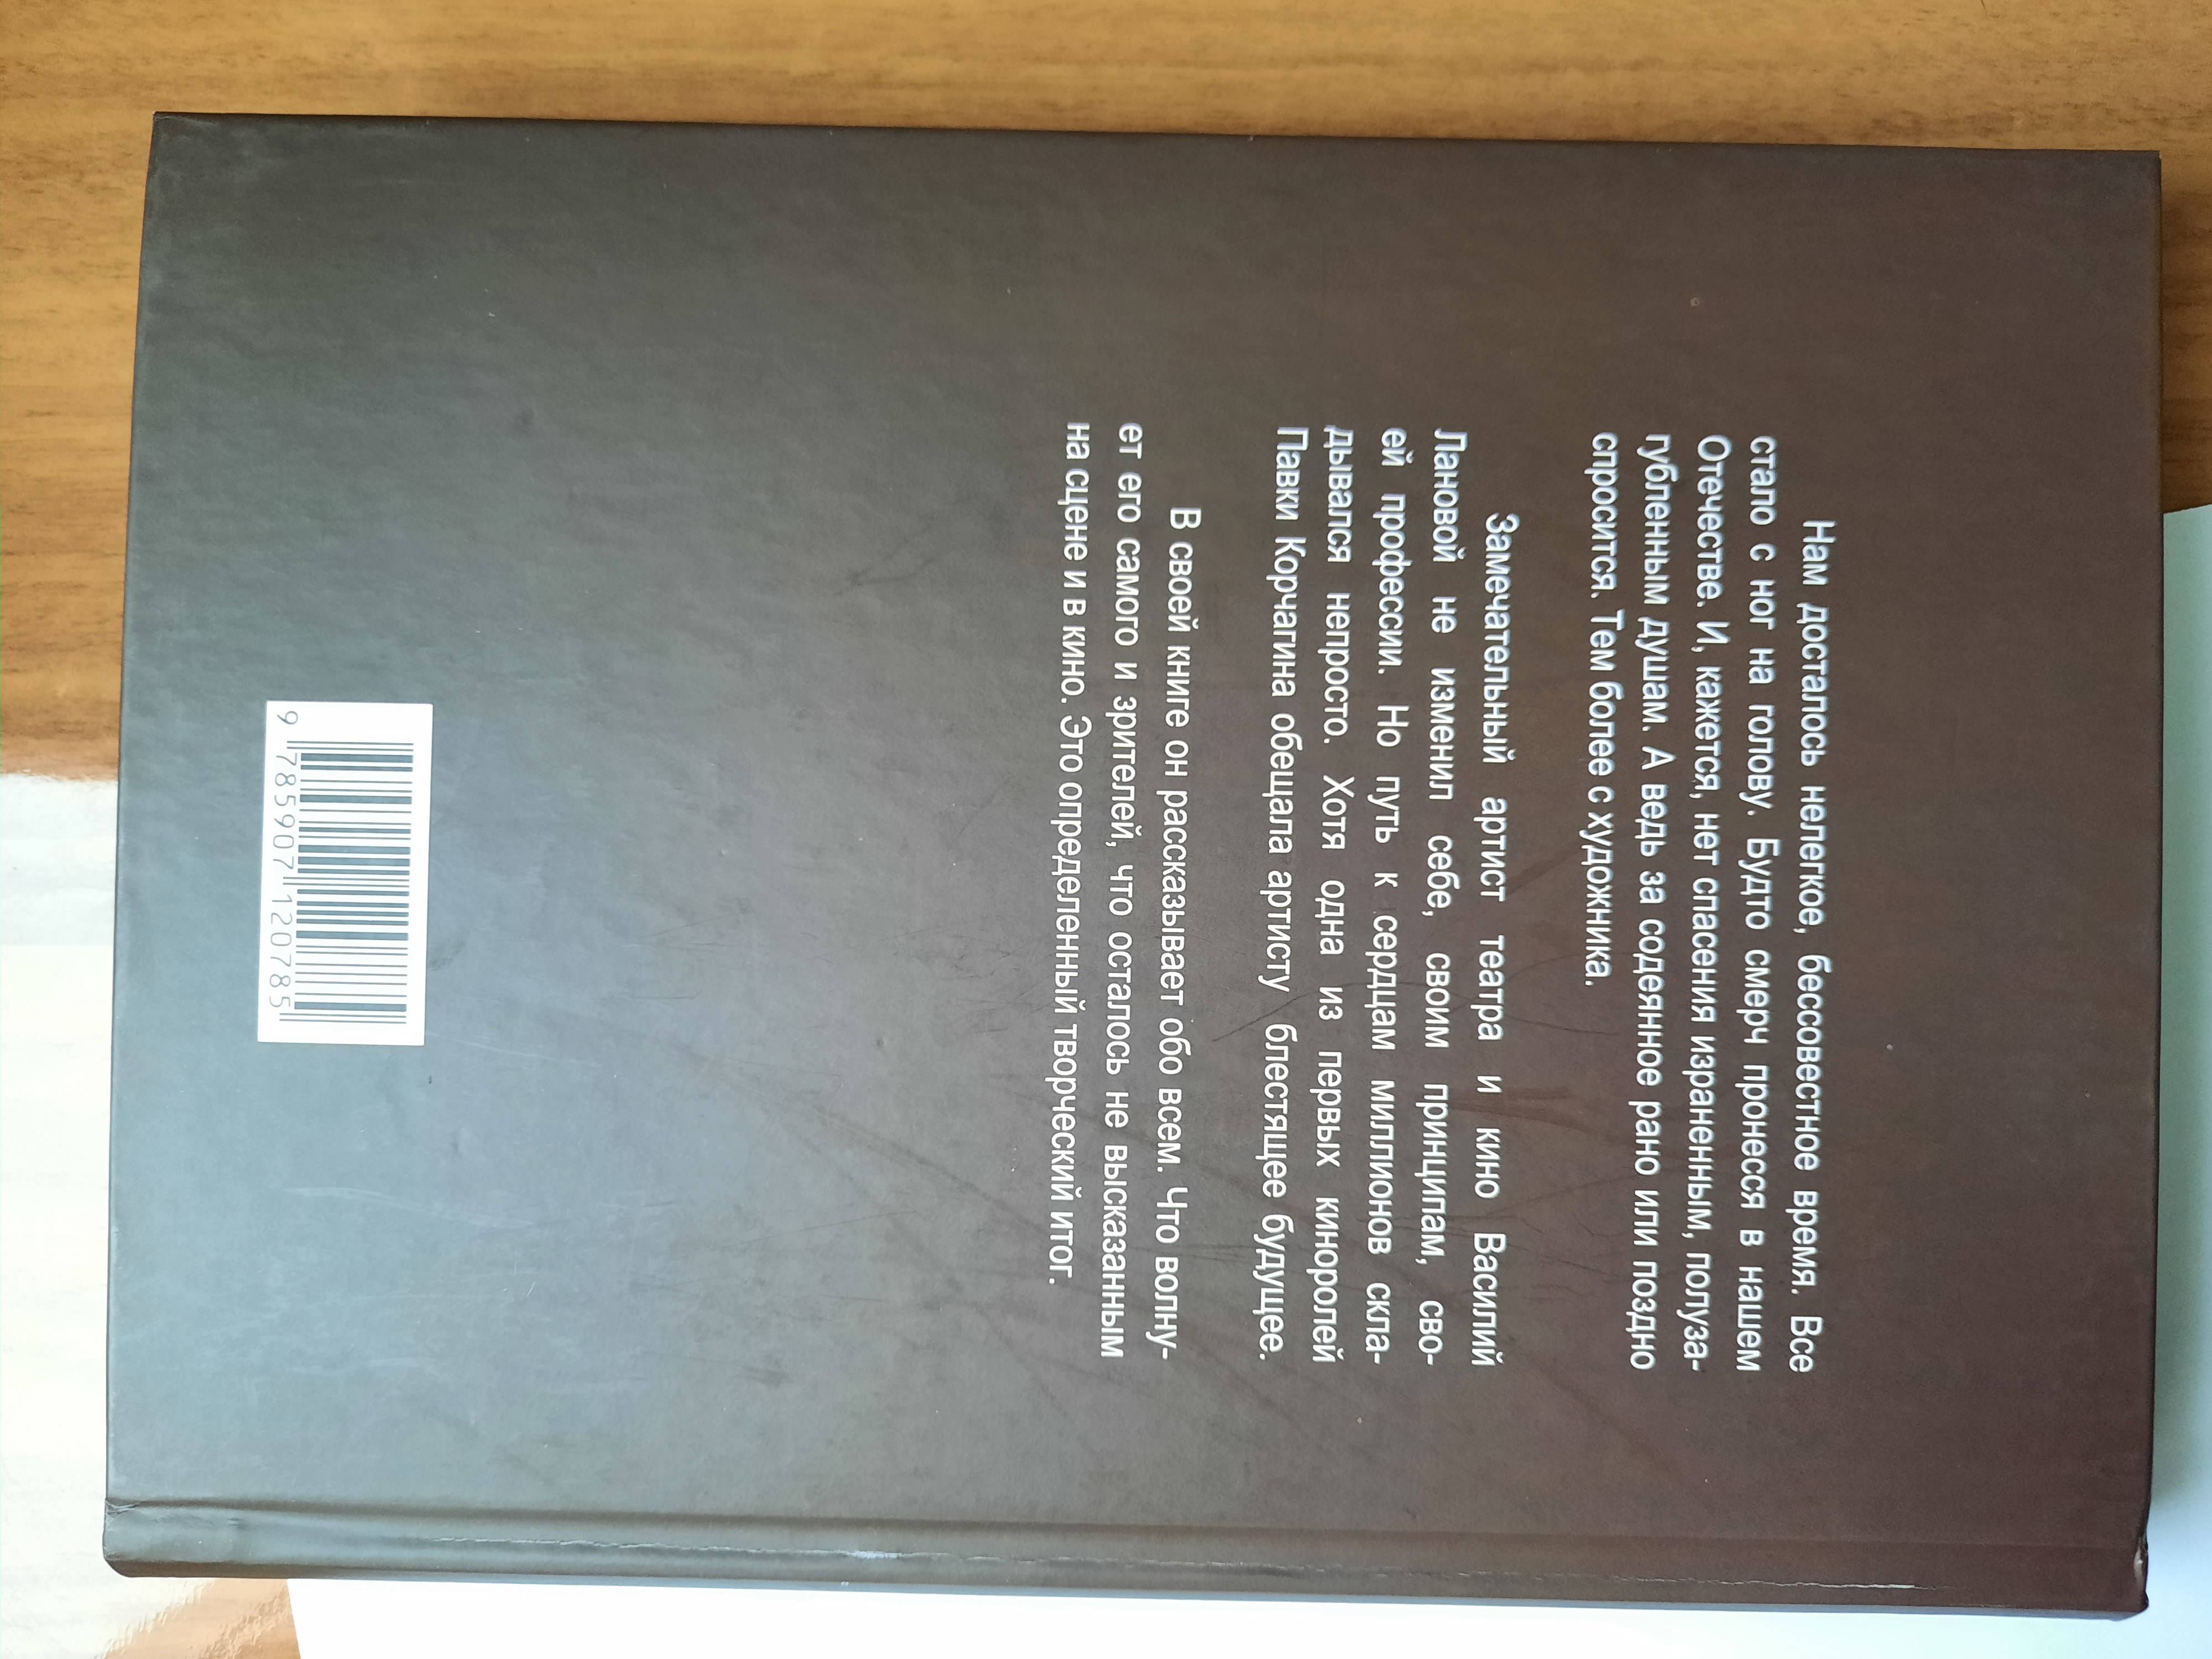 Нам досталось нелегкое, бессовестное время. Все
стало с ног на голову. Будто смерч пронесся в нашем
Отечестве. И, кажется, нет спасения израненным, полуза-
губленным душам. А ведь за содеянное рано или поздно
спросится. Тем более с художника.
Замечательный артист театра и кино Василий
Лановой не изменил себе, своим принципам, сво-
ей профессии. Но путь к сердцам миллионов скла-
дывался непросто. Хотя одна из первых киноролей
Павки Корчагина обещала артисту блестящее будущее.
В своей книге он рассказывает обо всем. Что волну-
ет его самого и зрителей, что осталось не высказанным
на сцене и в кино. Это определенный творческий итог.
9 785907 120785